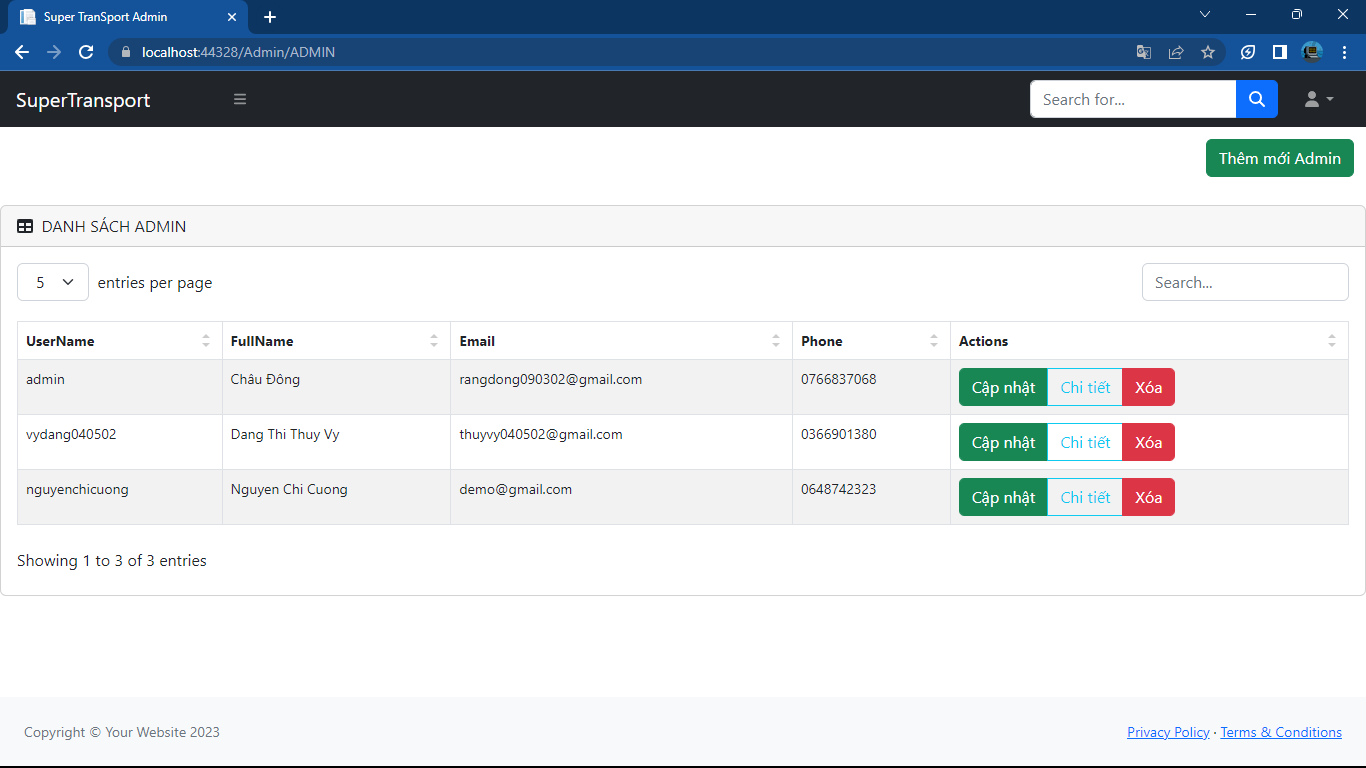 Super TranSport Admin
localhost:44328/Admin/ADMIN
SuperTransport Search for...
Thêm mới Admin
DANH SÁCH ADMIN
5 entries per page Search...
UserName FullName Email Phone Actions
admin Châu Đông rangdong090302@gmail.com 0766837068 Cập nhật Chi tiết Xóa
vydang040502 Dang Thi Thuy Vy thuyvy040502@gmail.com 0366901380 Cập nhật Chi tiết Xóa
nguyenchicuong Nguyen Chi Cuong demo@gmail.com 0648742323 Cập nhật Chi tiết Xóa
Showing 1 to 3 of 3 entries
Copyright © Your Website 2023 Privacy Policy · Terms & Conditions